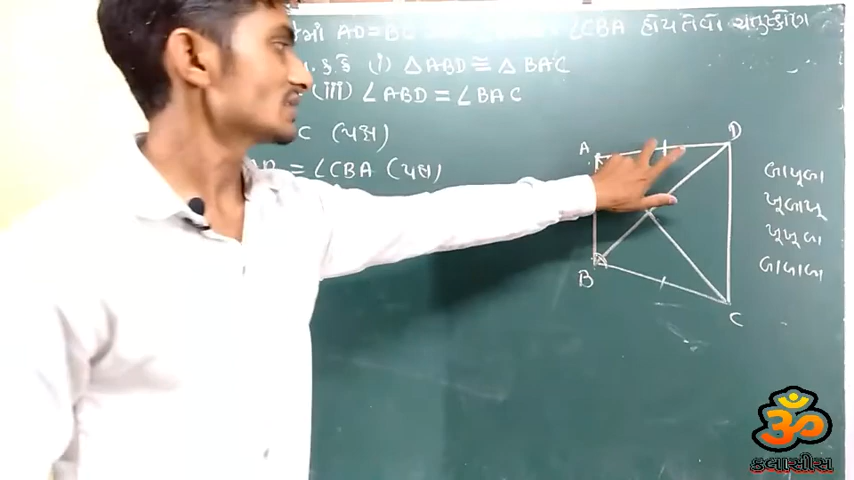 માં AD=BC ∠CBA હોય તેવા ચતુષ્કોણ
(i) △ABD ≅ △BAC
(iii) ∠ABD = ∠BAC
C (પક્ષ)
= ∠CBA (પક્ષ)
A
D
B
C
બાખૂબા
ખૂબાખૂ
ખૂખૂબા
બાબાબા
ૐ
કલાસીસ